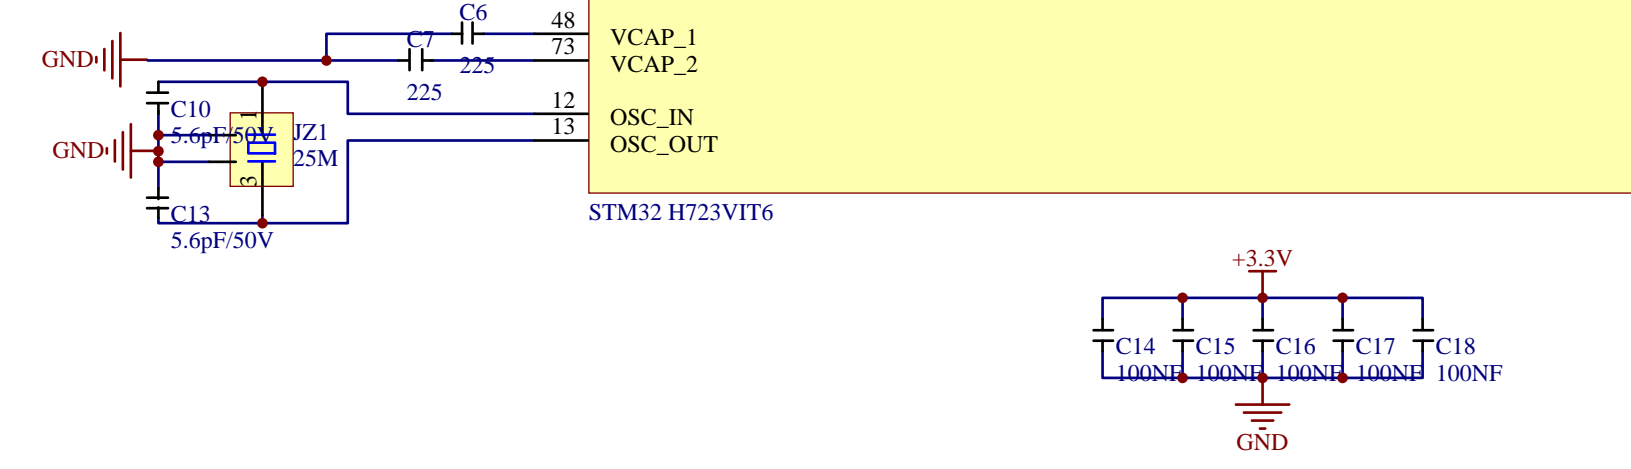 C6
48
VCAP_1
C7
73
GND
225
VCAP_2
225
12
C10
OSC_IN
1
5.6pF/50V
JZ1
13
OSC_OUT
GND
25M
3
C13
STM32 H723VIT6
5.6pF/50V
+3.3V
C14
C15
C16
C17
C18
100NF
100NF
100NF
100NF
100NF
GND